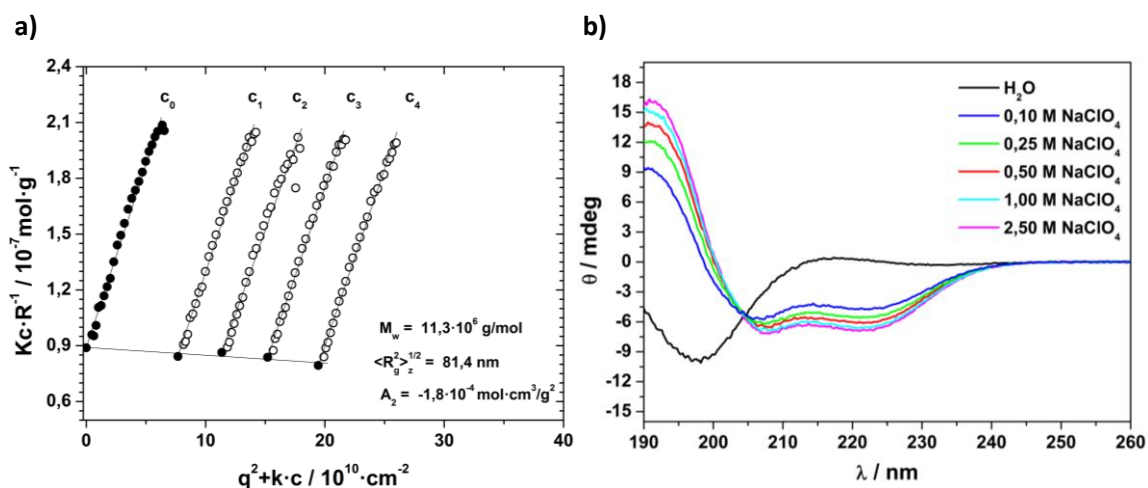 a)
b)
Kc·R⁻¹ / 10⁻⁷mol·g⁻¹
2,4
2,1
1,8
1,5
1,2
0,9
0,6
c₀
c₁
c₂
c₃
c₄
M_w = 11,3·10⁶ g/mol
<R_g²>_z^1/2 = 81,4 nm
A₂ = -1,8·10⁻⁴ mol·cm³/g²
0 10 20 30 40
q²+k·c / 10¹⁰·cm⁻²
θ / mdeg
18
15
12
9
6
3
0
-3
-6
-9
-12
-15
H₂O
0,10 M NaClO₄
0,25 M NaClO₄
0,50 M NaClO₄
1,00 M NaClO₄
2,50 M NaClO₄
190 200 210 220 230 240 250 260
λ / nm